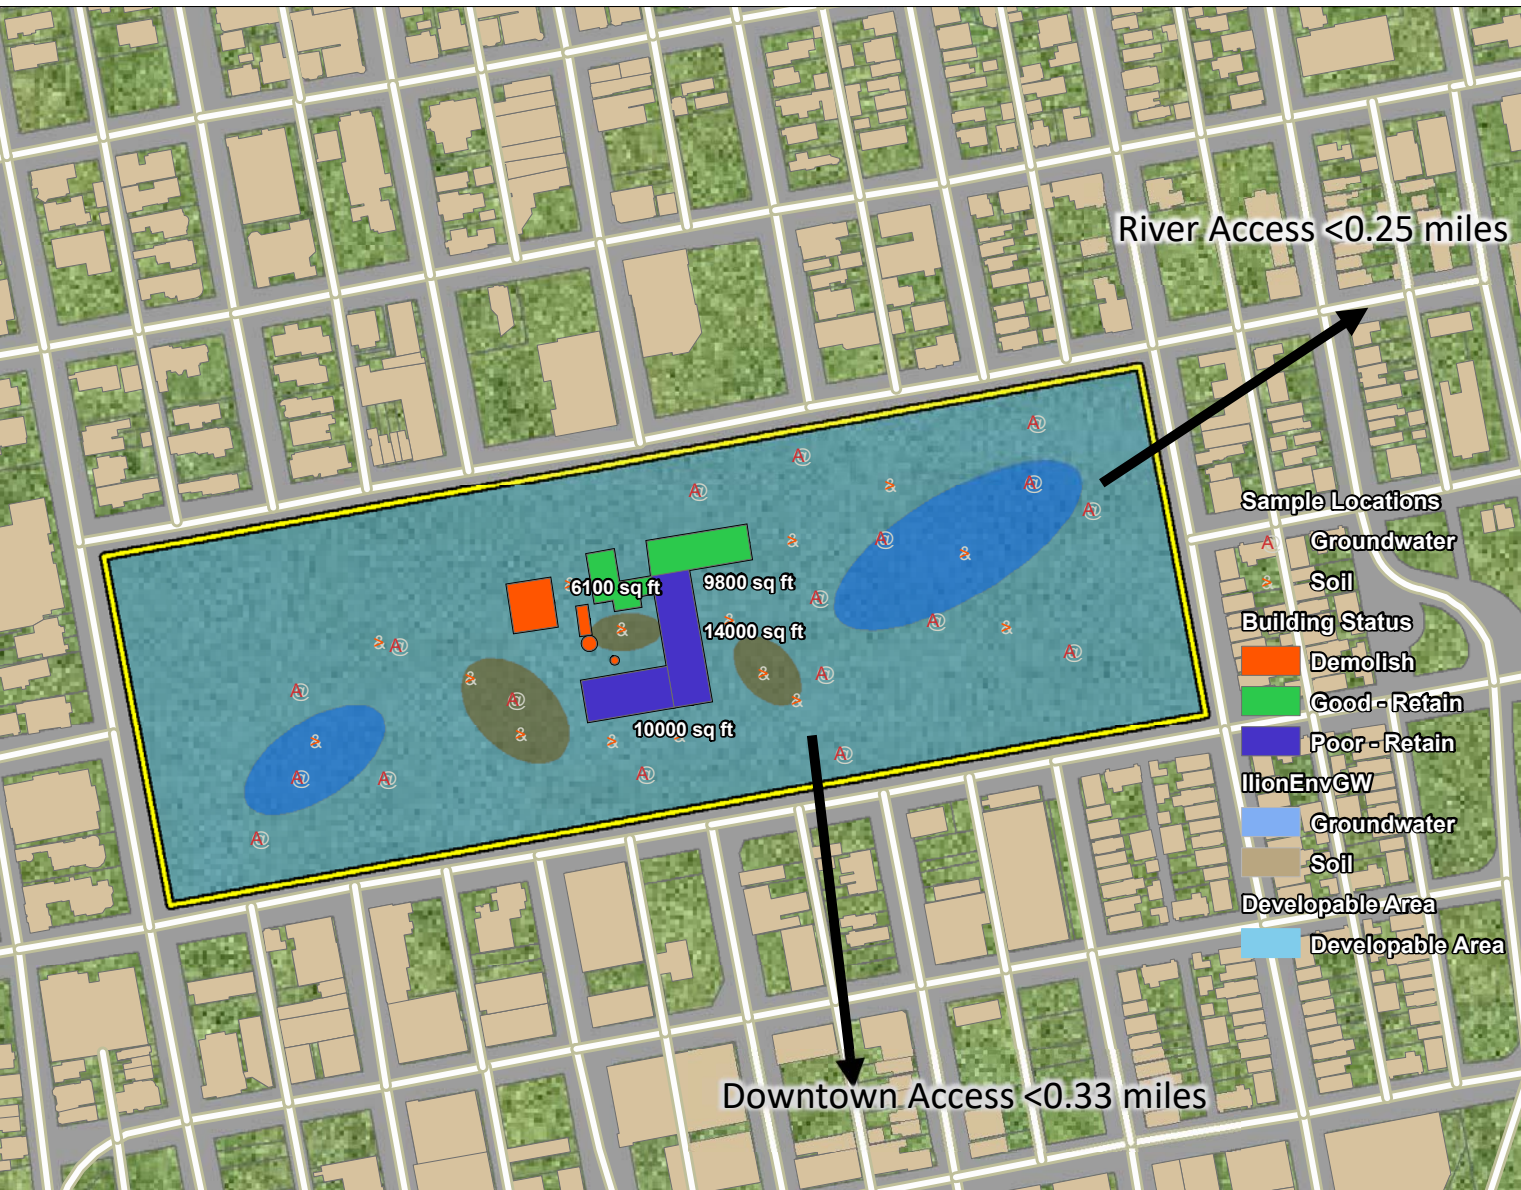 River Access <0.25 miles
Sample Locations
Groundwater
Soil
Building Status
Demolish
Good - Retain
Poor - Retain
IlionEnvGW
Groundwater
Soil
Developable Area
Developable Area
6100 sq ft
9800 sq ft
14000 sq ft
10000 sq ft
Downtown Access <0.33 miles